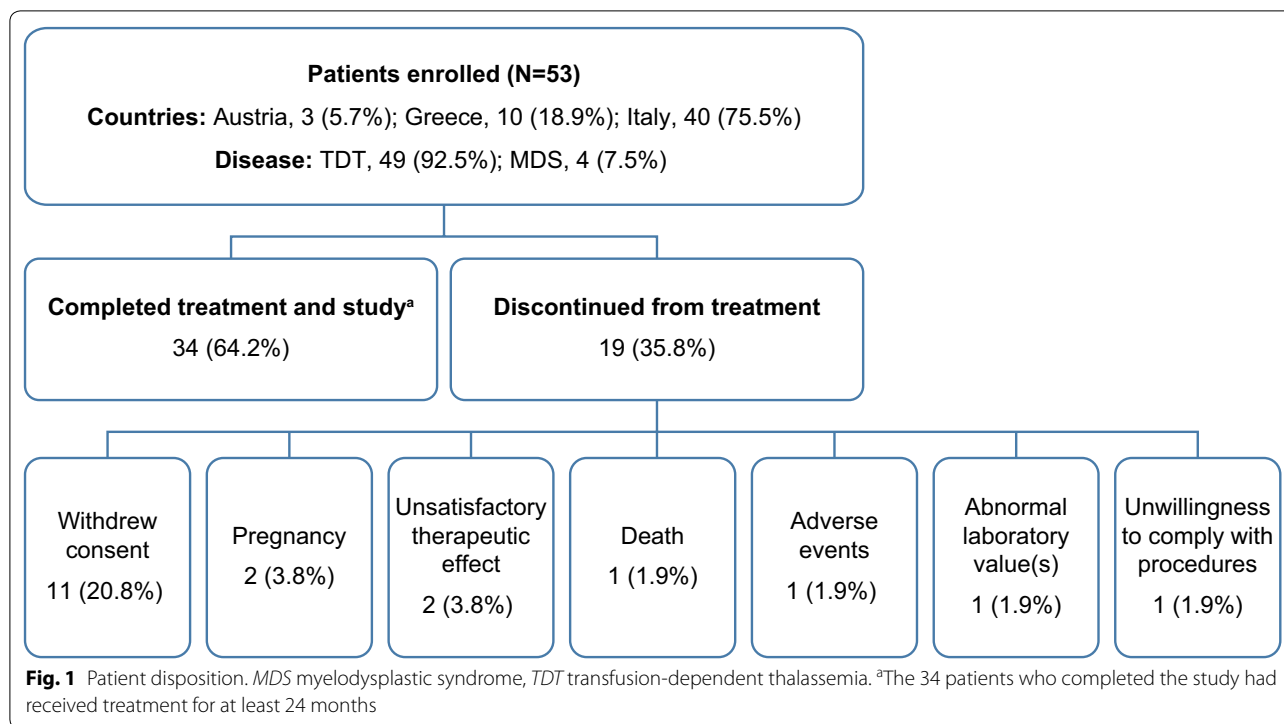 Patients enrolled (N=53)
Countries: Austria, 3 (5.7%); Greece, 10 (18.9%); Italy, 40 (75.5%)
Disease: TDT, 49 (92.5%); MDS, 4 (7.5%)
Completed treatment and studyᵃ
34 (64.2%)
Discontinued from treatment
19 (35.8%)
Withdrew
consent
11 (20.8%)
Pregnancy
2 (3.8%)
Unsatisfactory
therapeutic
effect
2 (3.8%)
Death
1 (1.9%)
Adverse
events
1 (1.9%)
Abnormal
laboratory
value(s)
1 (1.9%)
Unwillingness
to comply with
procedures
1 (1.9%)
Fig. 1 Patient disposition. MDS myelodysplastic syndrome, TDT transfusion-dependent thalassemia. ᵃThe 34 patients who completed the study had
received treatment for at least 24 months